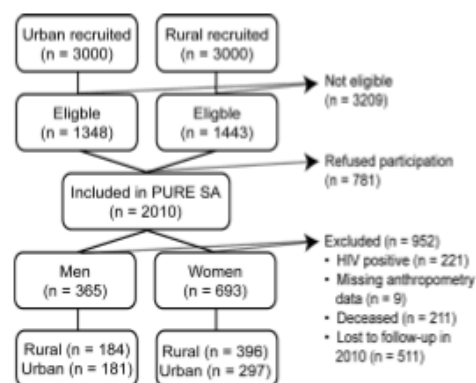 Urban recruited
(n = 3000)
Rural recruited
(n = 3000)
Not eligible
(n = 3209)
Eligble
(n = 1348)
Eligble
(n = 1443)
Refused participation
(n = 781)
Included in PURE SA
(n = 2010)
Excluded (n = 952)
• HIV positive (n = 221)
• Missing anthropometry
data (n = 9)
• Deceased (n = 211)
• Lost to follow-up in
2010 (n = 511)
Men
(n = 365)
Women
(n = 693)
Rural (n = 184)
Urban (n = 181)
Rural (n = 396)
Urban (n = 297)